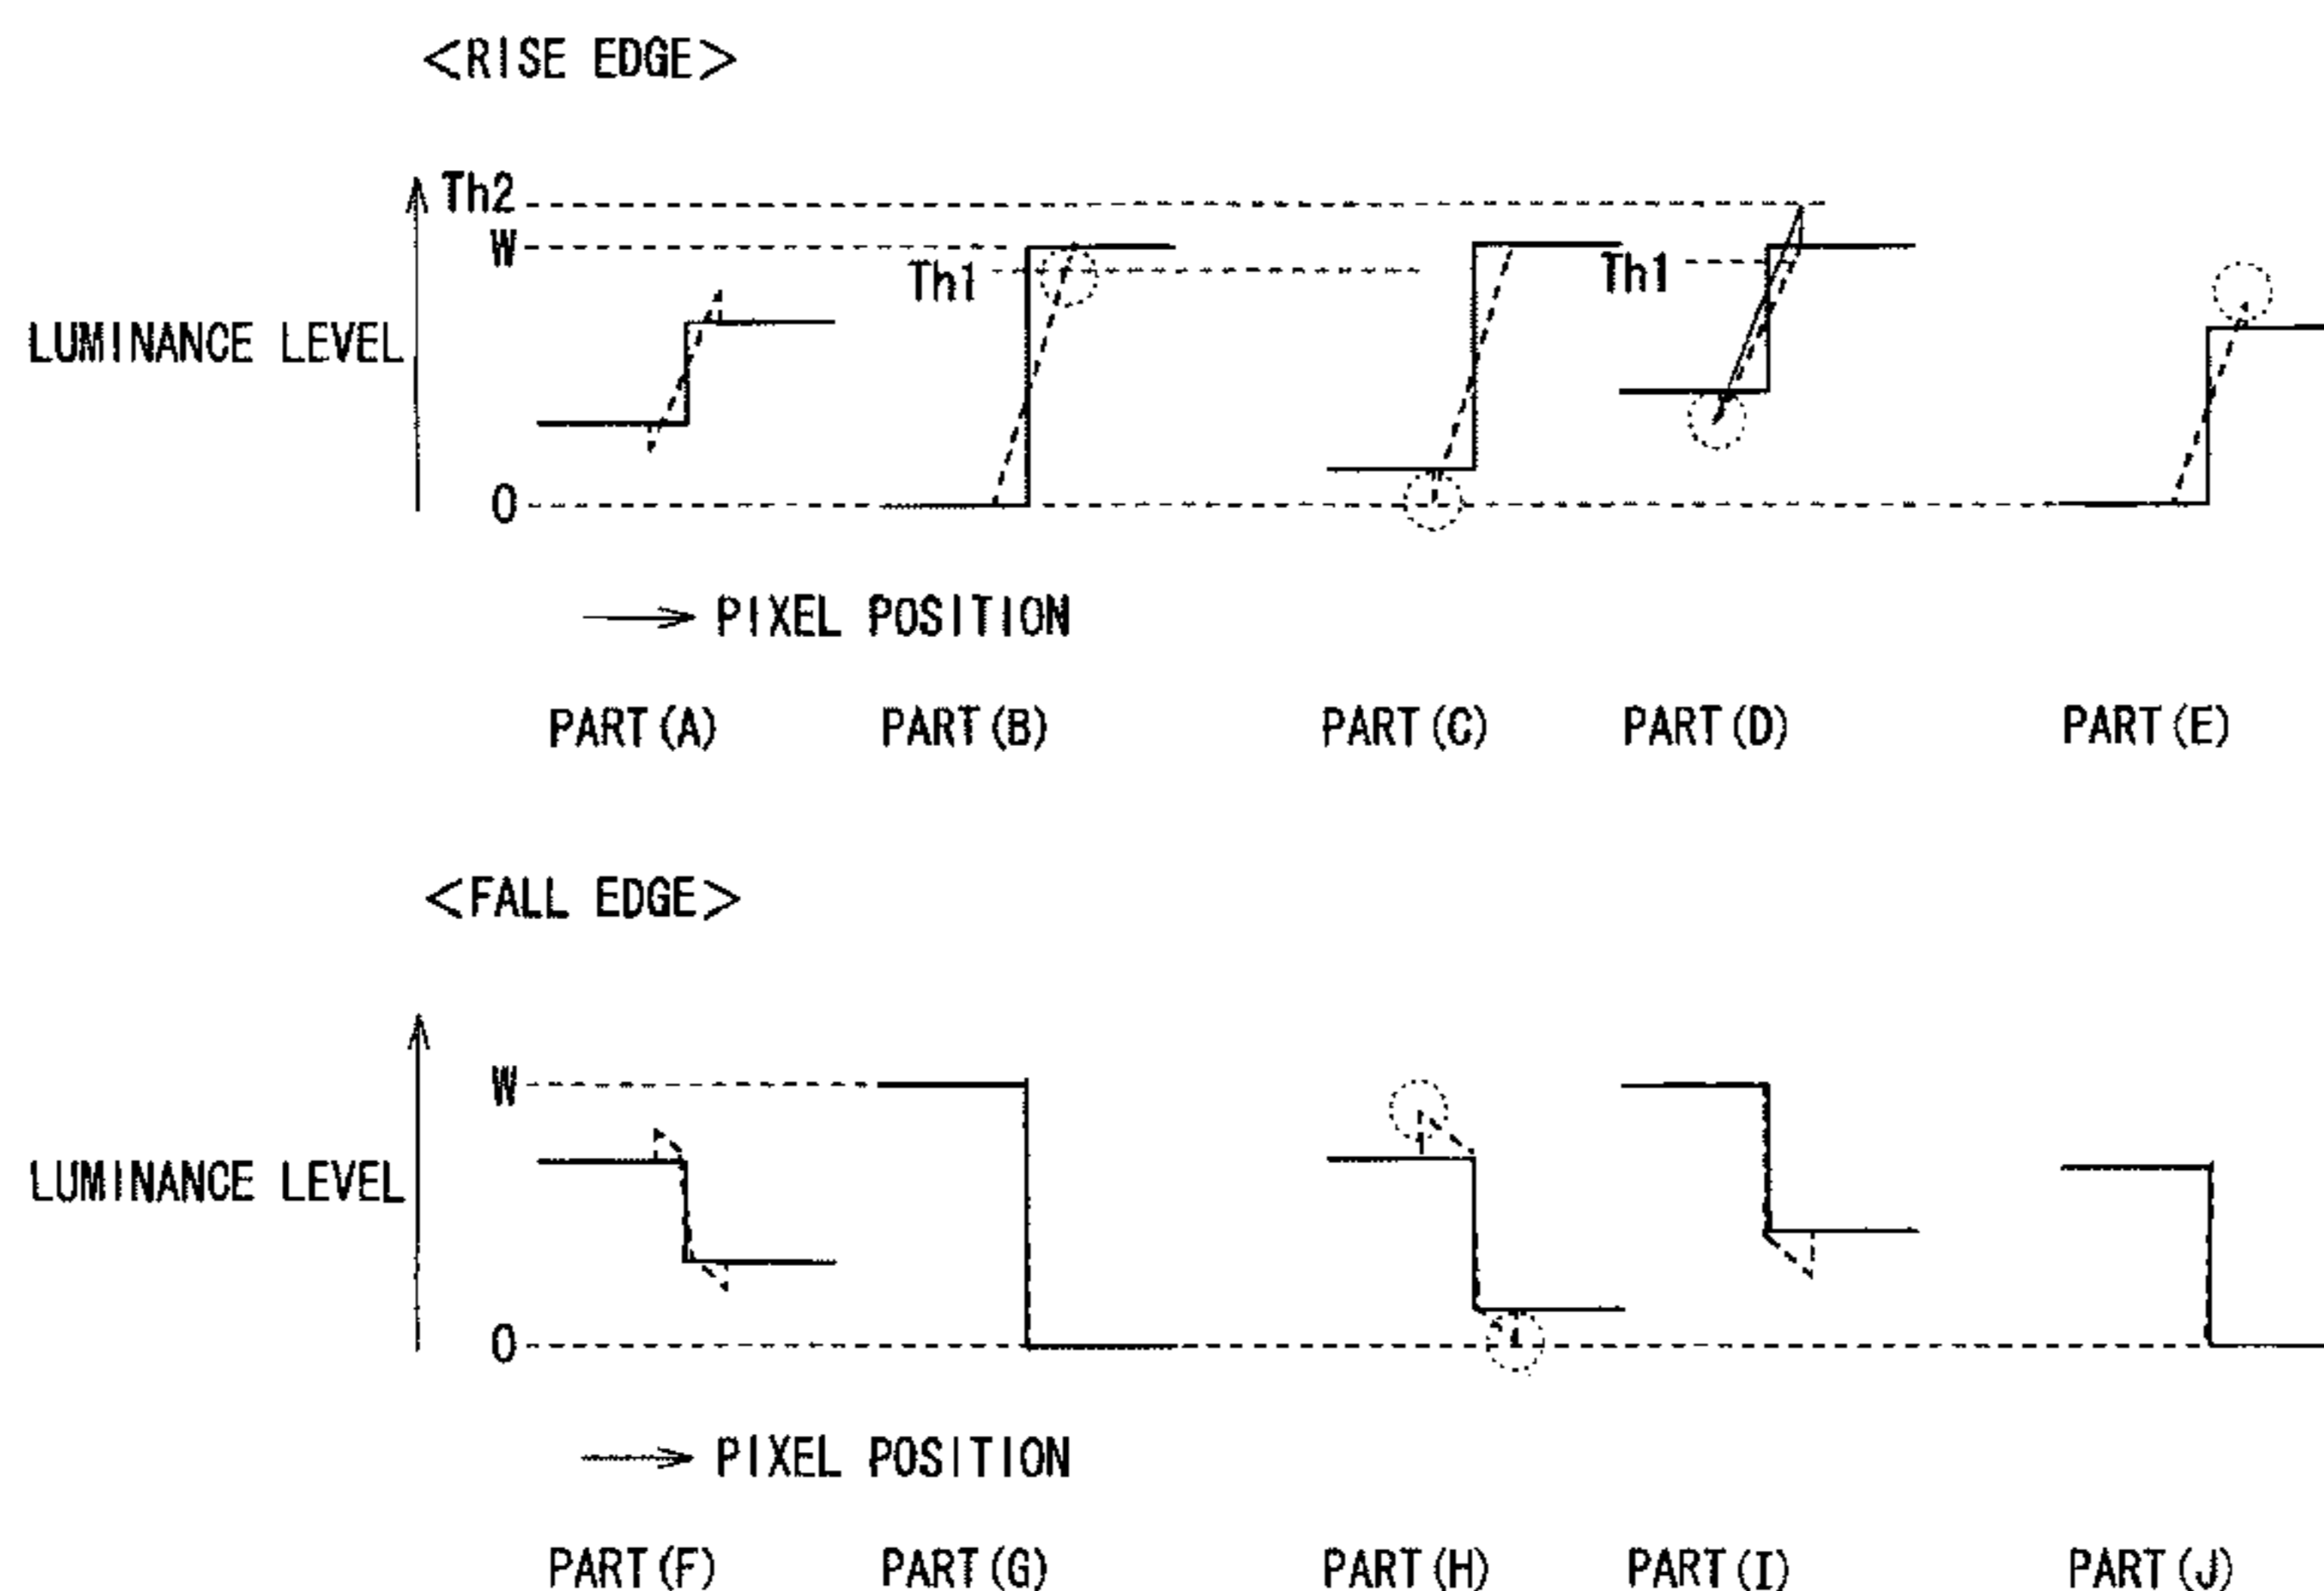 <RISE EDGE>
Th2
W
Th1
Th1
LUMINANCE LEVEL
0
PIXEL POSITION
PART(A) PART(B) PART(C) PART(D) PART(E)
<FALL EDGE>
W
LUMINANCE LEVEL
0
PIXEL POSITION
PART(F) PART(G) PART(H) PART(I) PART(J)